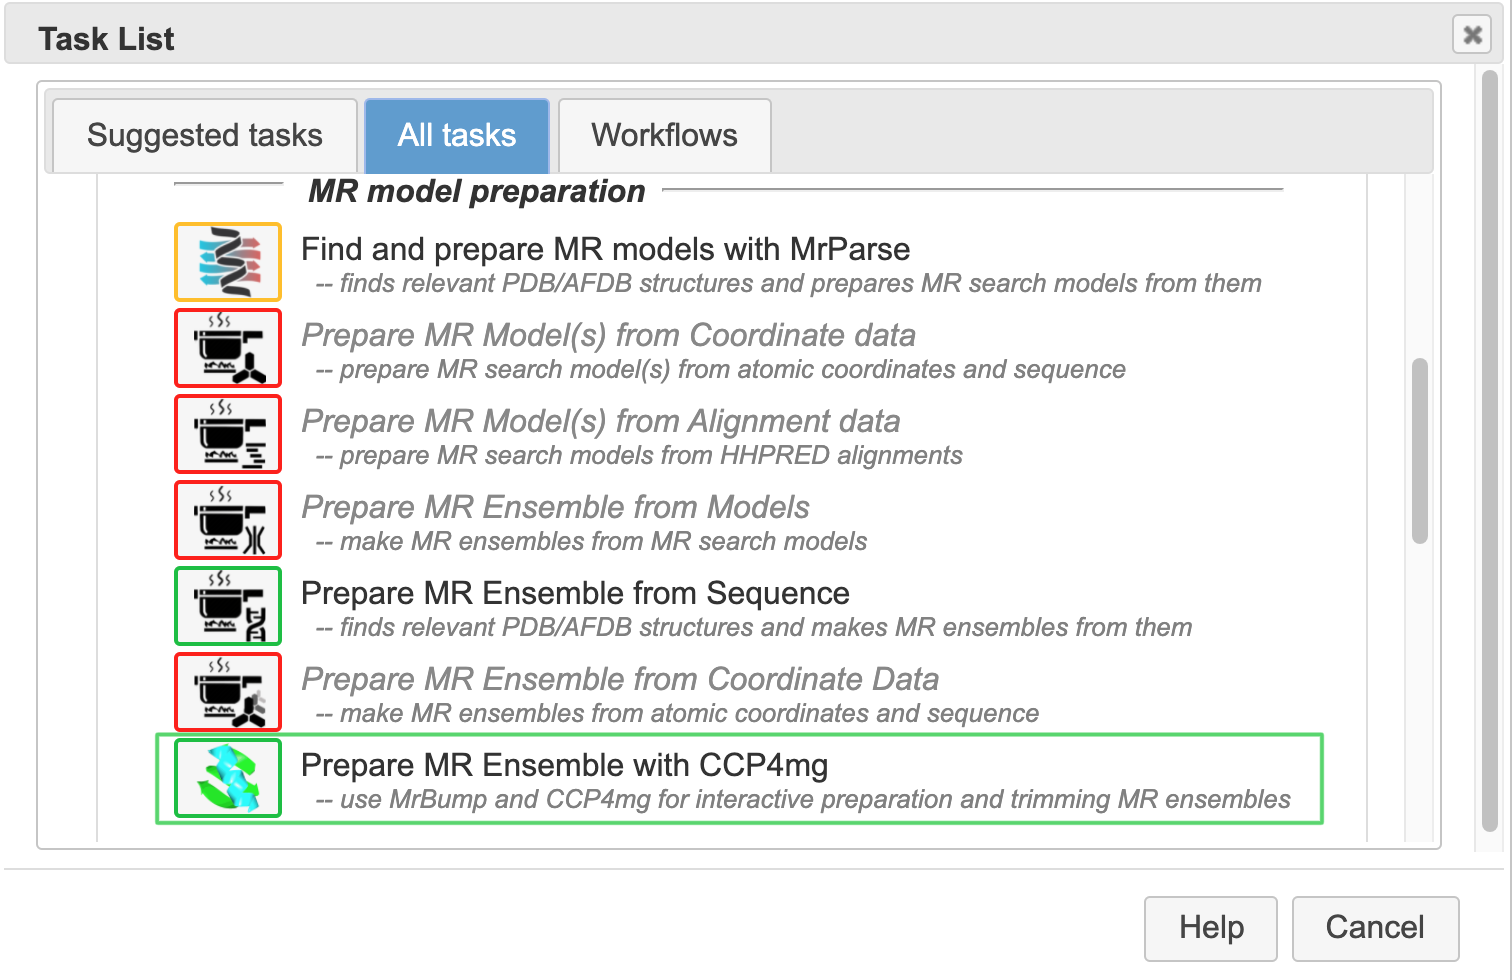 Task List
Suggested tasks
All tasks
Workflows
MR model preparation
Find and prepare MR models with MrParse
-- finds relevant PDB/AFDB structures and prepares MR search models from them
Prepare MR Model(s) from Coordinate data
-- prepare MR search model(s) from atomic coordinates and sequence
Prepare MR Model(s) from Alignment data
-- prepare MR search models from HHPRED alignments
Prepare MR Ensemble from Models
-- make MR ensembles from MR search models
Prepare MR Ensemble from Sequence
-- finds relevant PDB/AFDB structures and makes MR ensembles from them
Prepare MR Ensemble from Coordinate Data
-- make MR ensembles from atomic coordinates and sequence
Prepare MR Ensemble with CCP4mg
-- use MrBump and CCP4mg for interactive preparation and trimming MR ensembles
Help
Cancel